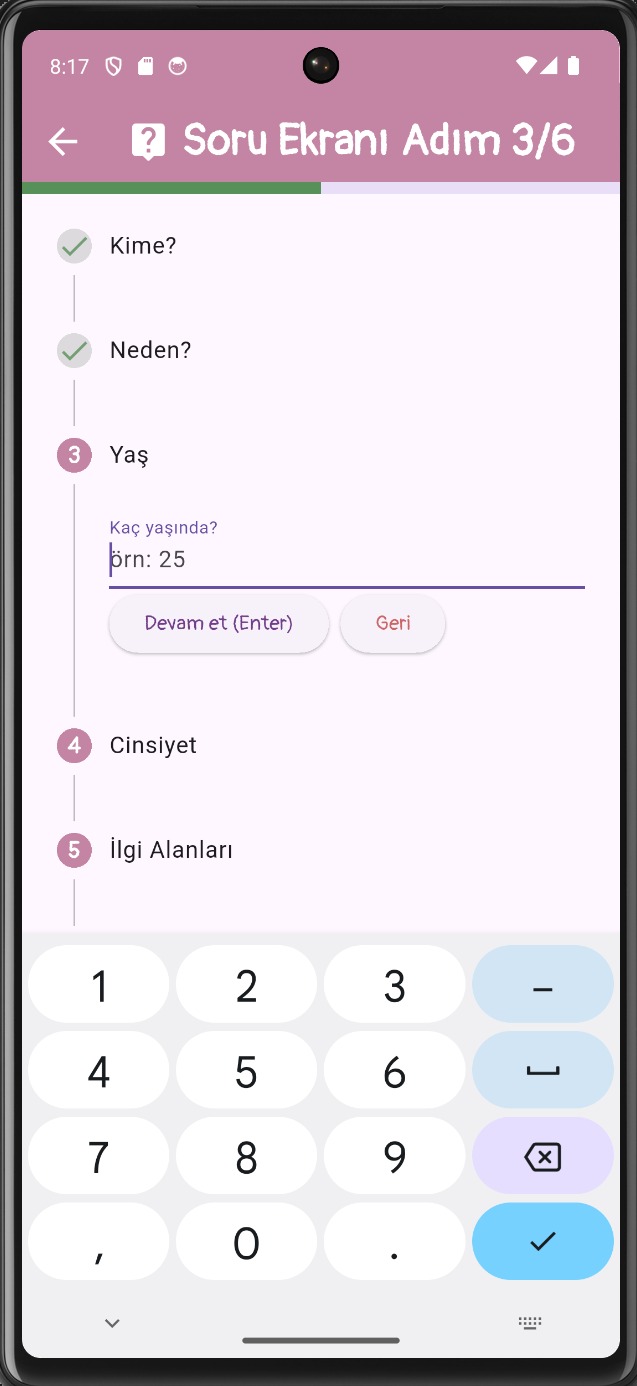 8:17
Soru Ekranı Adım 3/6
Kime?
Neden?
3 Yaş
Kaç yaşında?
örn: 25
Devam et (Enter) Geri
4 Cinsiyet
5 İlgi Alanları
1 2 3 –
4 5 6
7 8 9
, 0 .